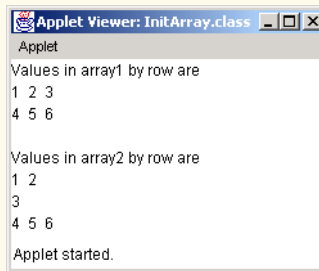 Applet Viewer: InitArray.class
Applet
Values in array1 by row are
1 2 3
4 5 6
Values in array2 by row are
1 2
3
4 5 6
Applet started.